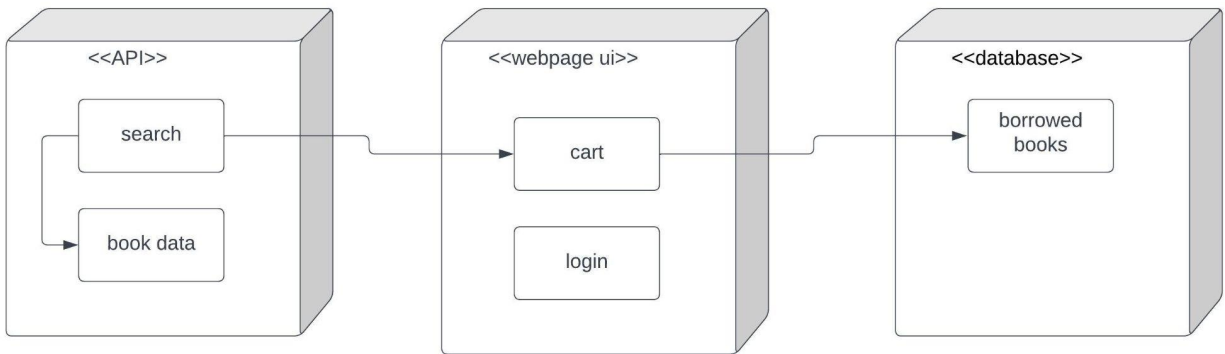 <<API>>
search
book data
<<webpage ui>>
cart
login
<<database>>
borrowed
books